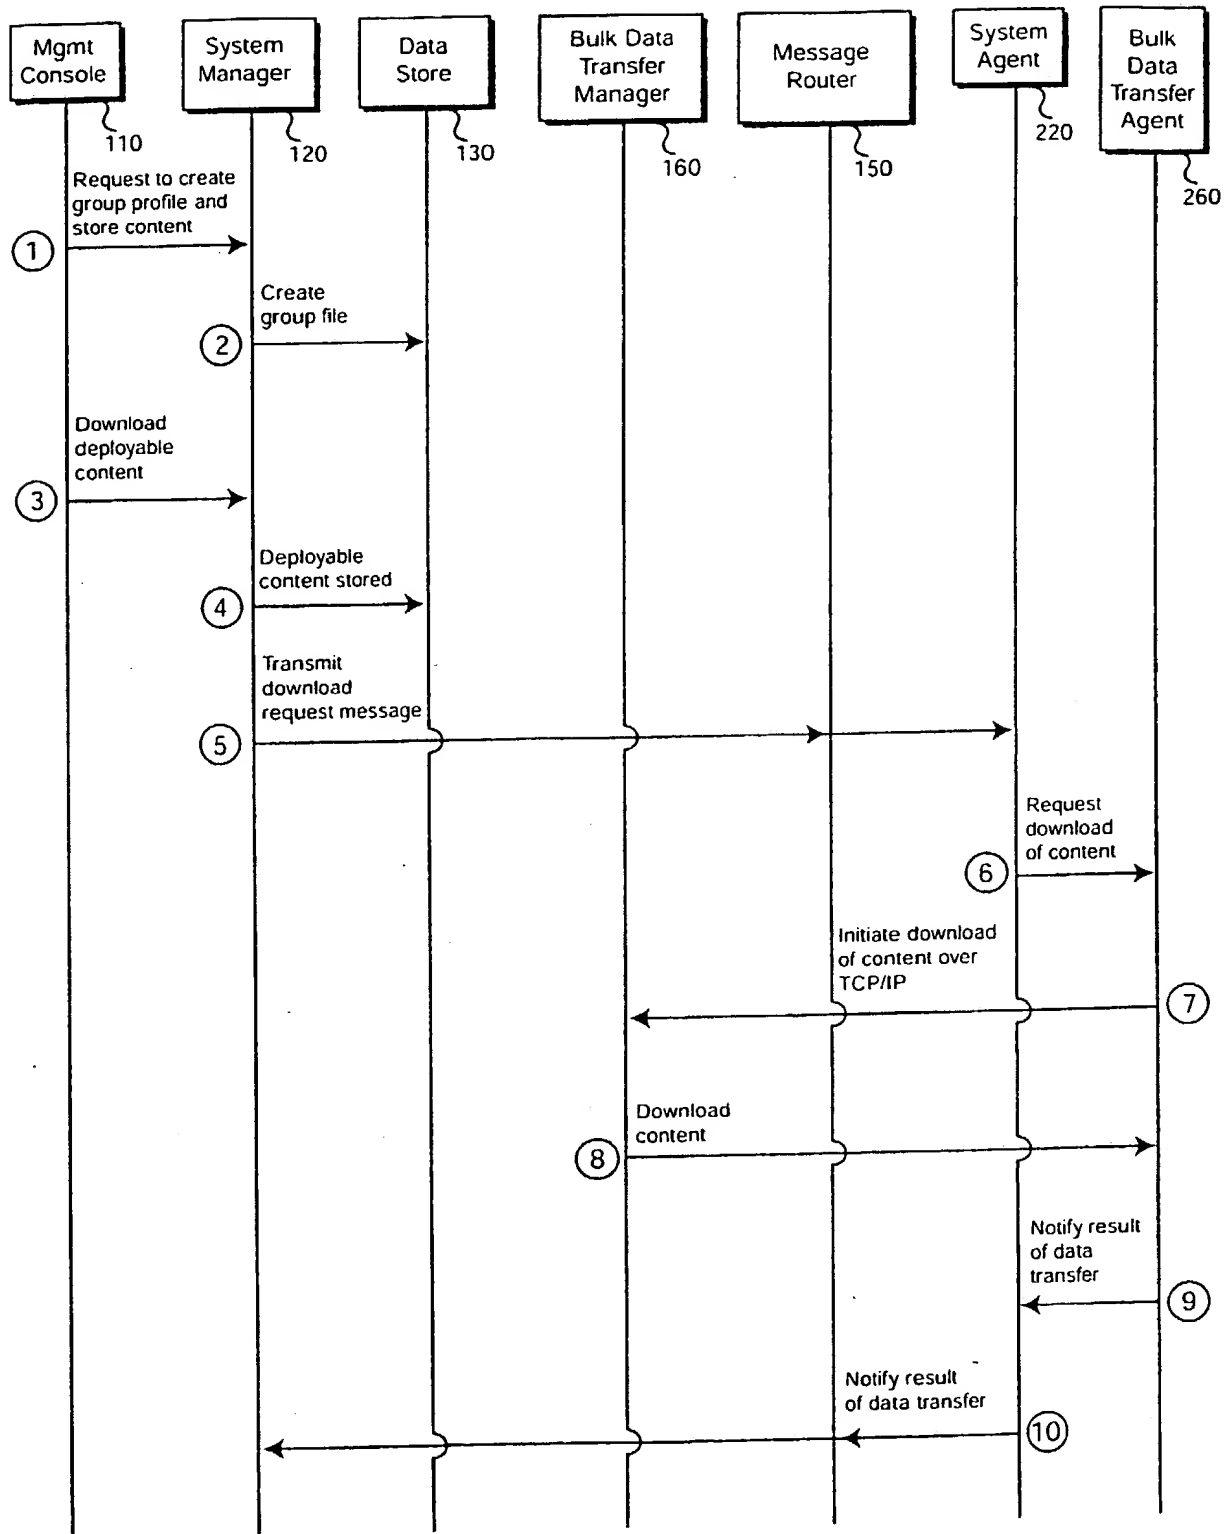 Mgmt
Console
System
Manager
Data
Store
Bulk Data
Transfer
Manager
Message
Router
System
Agent
Bulk
Data
Transfer
Agent
110
120
130
160
150
220
260
Request to create
group profile and
store content
1
Create
group file
2
Download
deployable
content
3
Deployable
content stored
4
Transmit
download
request message
5
Request
download
of content
6
Initiate download
of content over
TCP/IP
7
Download
content
8
Notify result
of data
transfer
9
Notify result
of data transfer
10